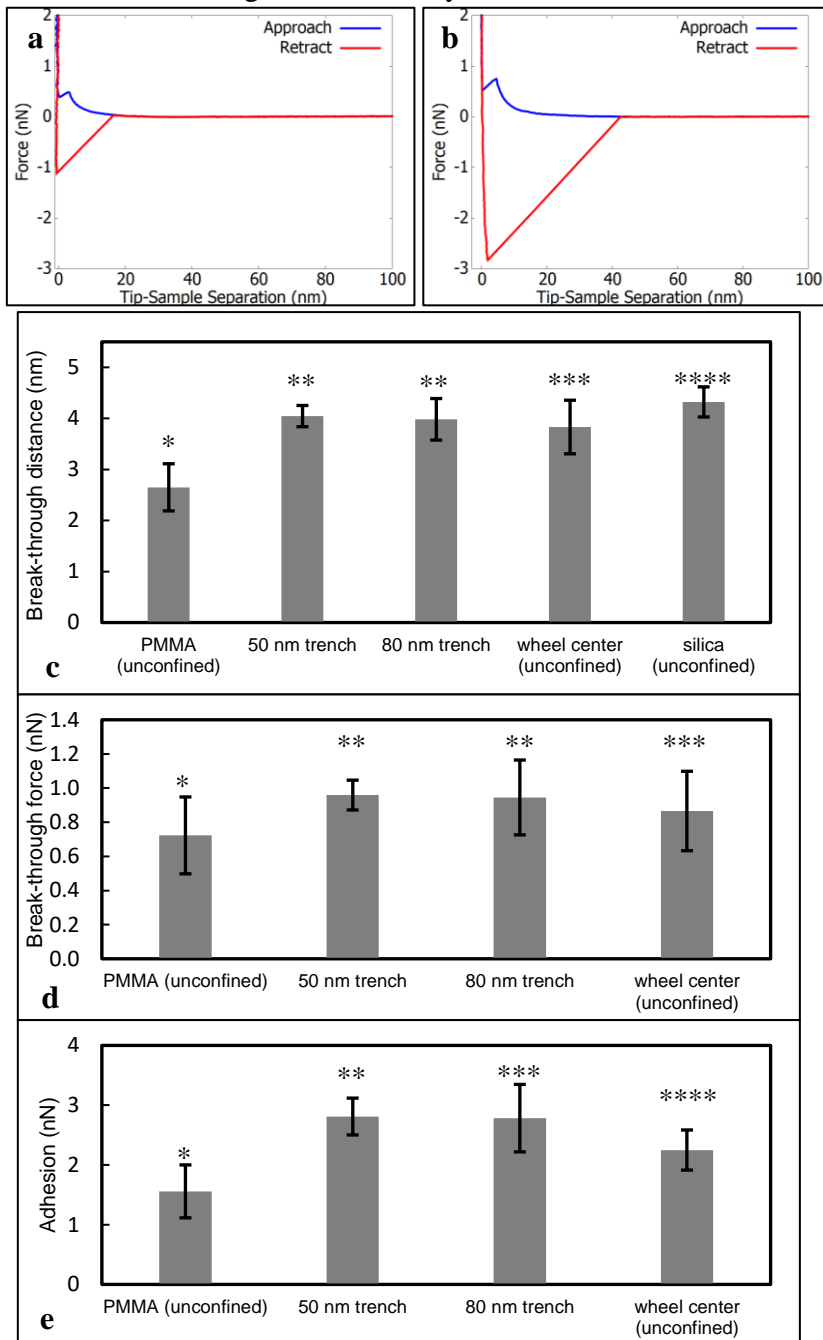 a
Approach
Retract
2
1
0
-1
-2
-3
Force (nN)
0
20
40
60
80
100
Tip-Sample Separation (nm)
b
Approach
Retract
2
1
0
-1
-2
-3
Force (nN)
0
20
40
60
80
100
Tip-Sample Separation (nm)
Break-through distance (nm)
5
4
3
2
1
0
*
**
**
***
****
PMMA
(unconfined)
50 nm trench
80 nm trench
wheel center
(unconfined)
silica
(unconfined)
c
Break-through force (nN)
1.4
1.2
1.0
0.8
0.6
0.4
0.2
0.0
*
**
**
***
PMMA (unconfined)
50 nm trench
80 nm trench
wheel center
(unconfined)
d
Adhesion (nN)
4
3
2
1
0
*
**
***
****
PMMA (unconfined)
50 nm trench
80 nm trench
wheel center
(unconfined)
e